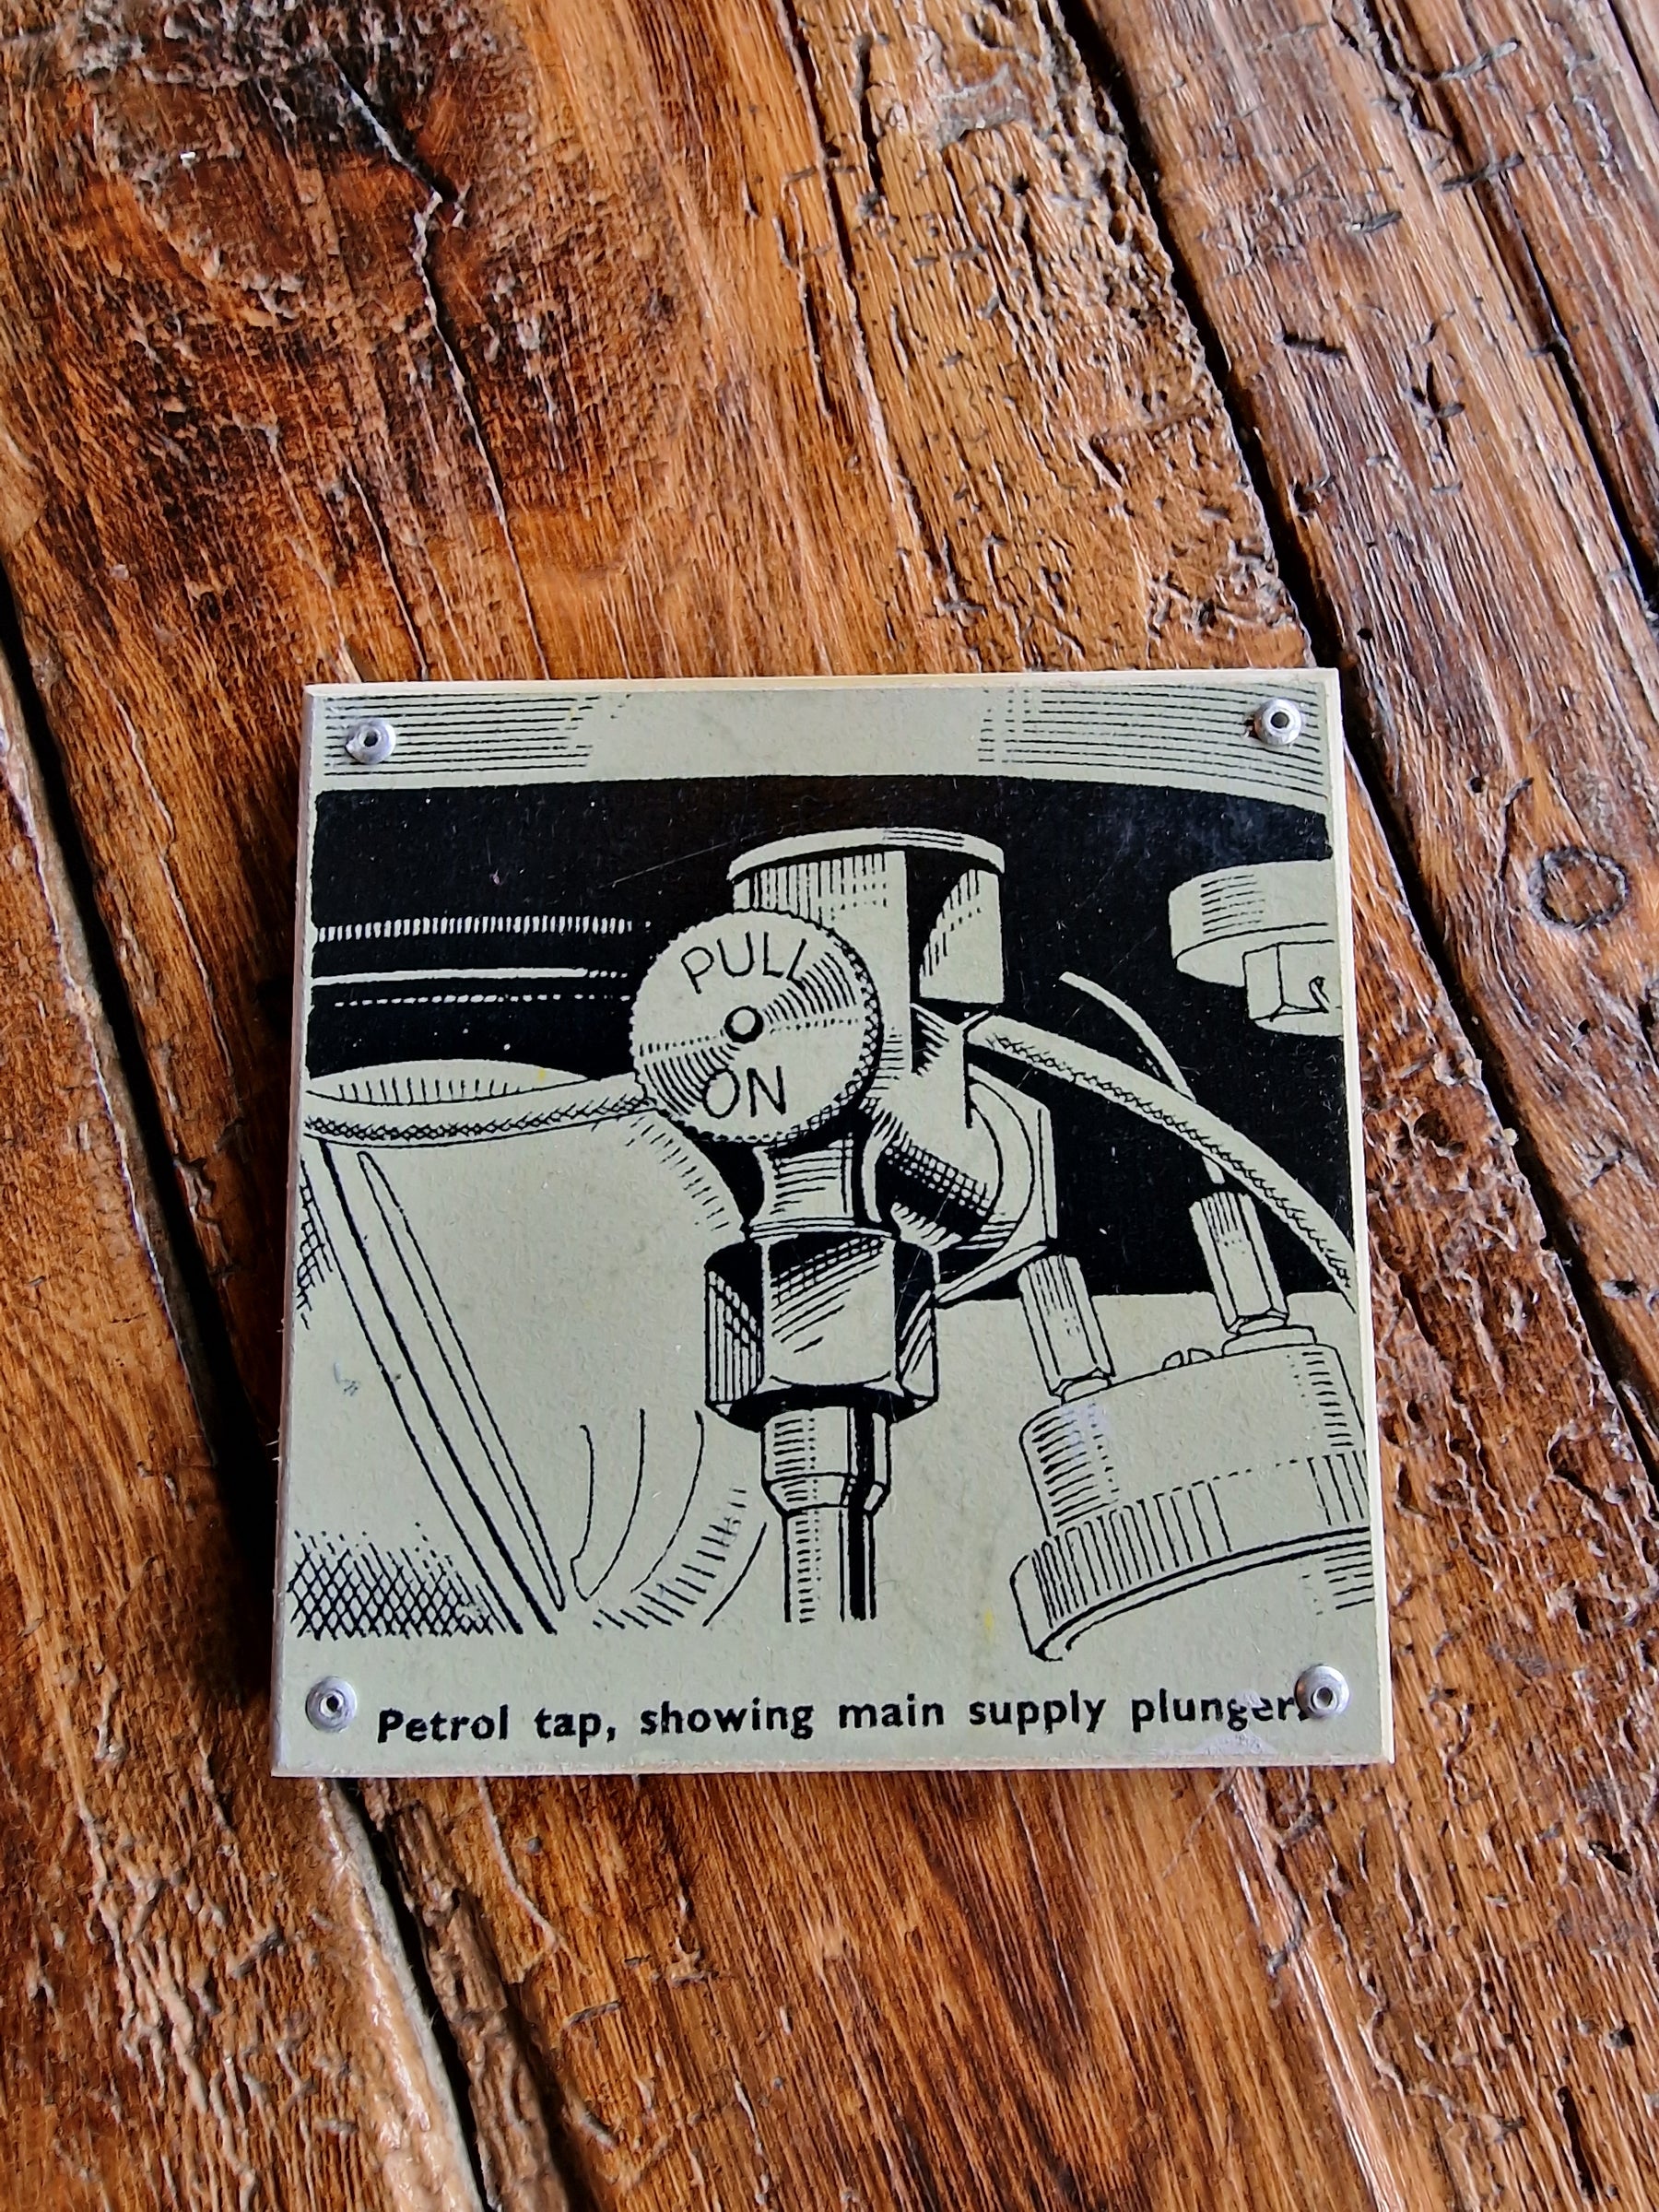 PULL
ON
Petrol tap, showing main supply plunger.